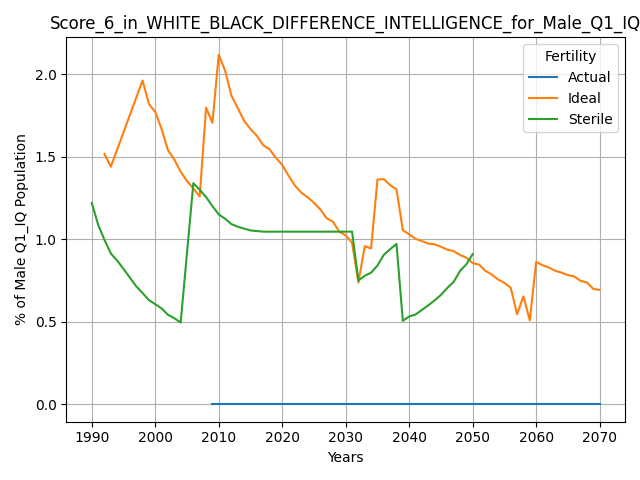 Score_6_in_WHITE_BLACK_DIFFERENCE_INTELLIGENCE_for_Male_Q1_IQ
Fertility
Actual
Ideal
Sterile
% of Male Q1_IQ Population
2.0
1.5
1.0
0.5
0.0
1990 2000 2010 2020 2030 2040 2050 2060 2070
Years